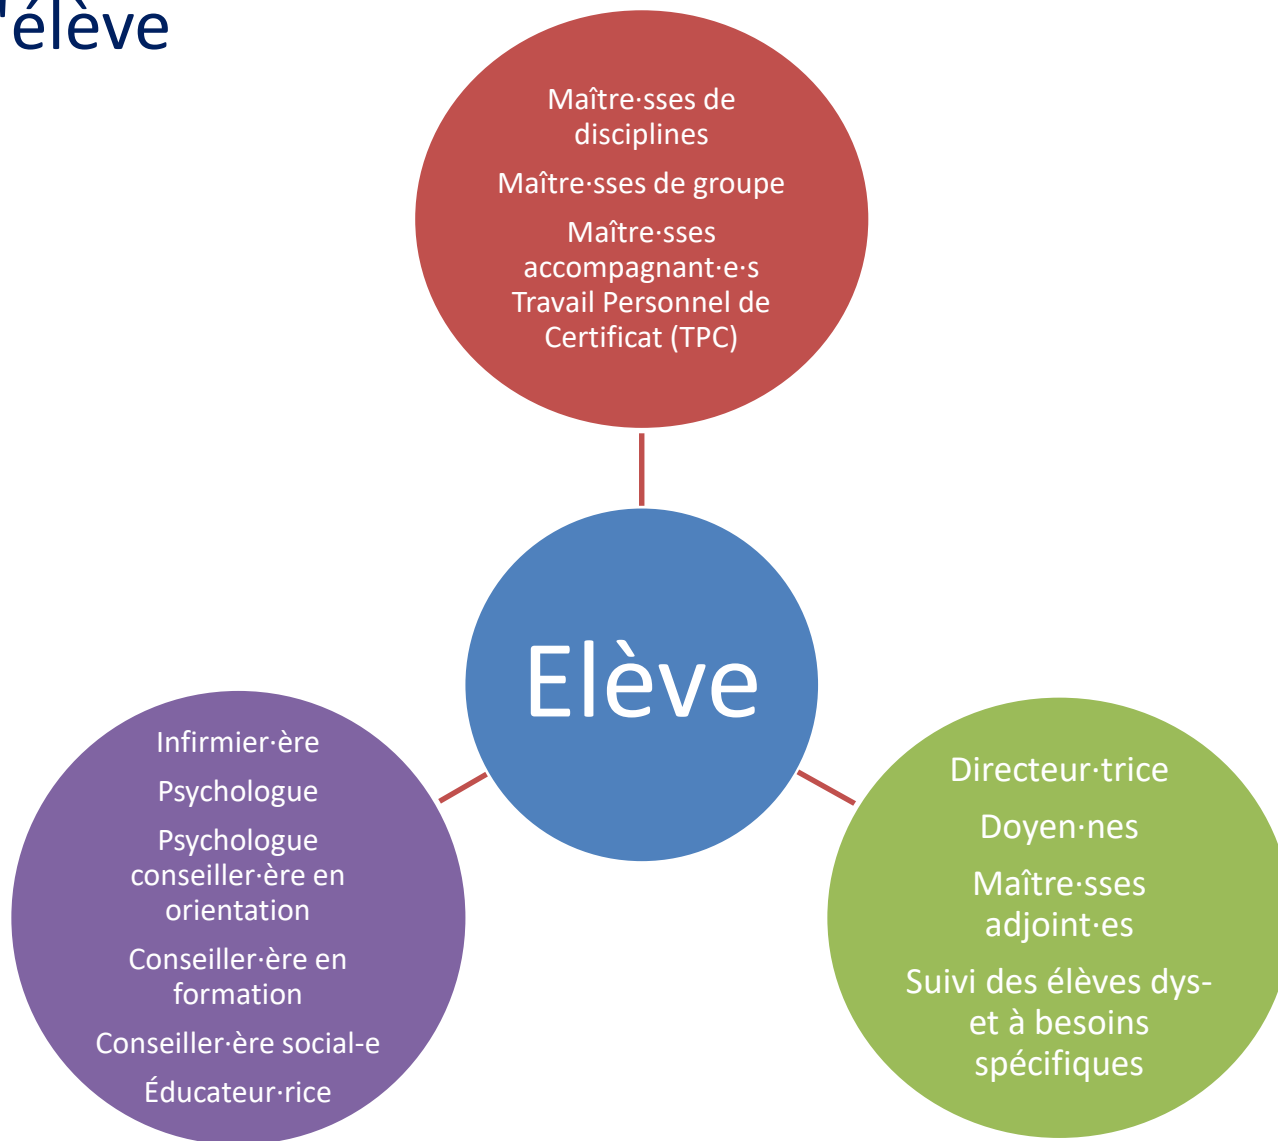 'élève
Maître·sses de
disciplines
Maître·sses de groupe
Maître·sses
accompagnant·e·s
Travail Personnel de
Certificat (TPC)
Elève
Infirmier·ère
Psychologue
Psychologue
conseiller·ère en
orientation
Conseiller·ère en
formation
Conseiller·ère social-e
Éducateur·rice
Directeur·trice
Doyen·nes
Maître·sses
adjoint·es
Suivi des élèves dys-
et à besoins
spécifiques